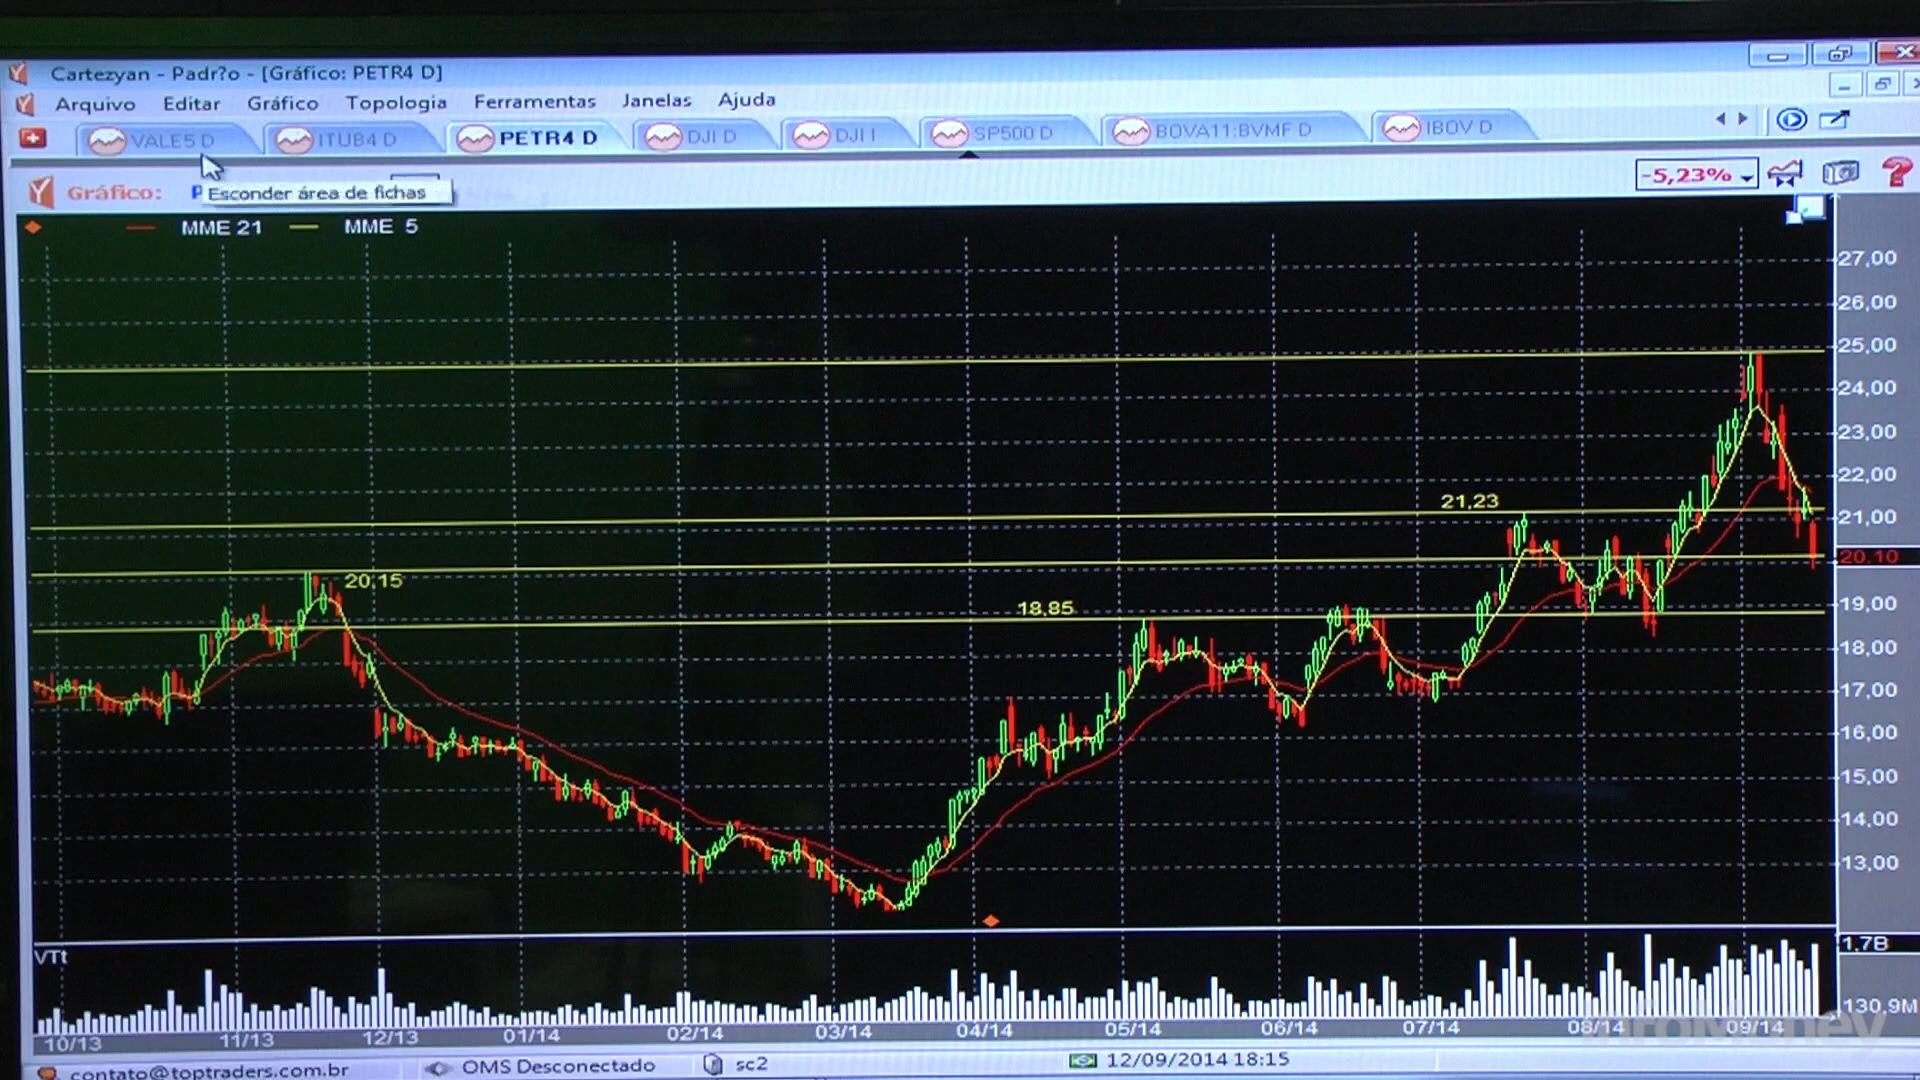 Cartezyan - Padr?o - [Gráfico: PETR4 D]
Arquivo Editar Gráfico Topologia Ferramentas Janelas Ajuda
VALE5 D ITUB4 D PETR4 D DJI D DJI I SP500 D BOVA11:BVMF D IBOV D
Gráfico: P Esconder área de fichas -5,23%
MME 21 MME 5
27,00
26,00
25,00
24,00
23,00
22,00
21,23
21,00
20,10
20,15
18,85
19,00
18,00
17,00
16,00
15,00
14,00
13,00
VTt
1.7B
130,9M
10/13 11/13 12/13 01/14 02/14 03/14 04/14 05/14 06/14 07/14 08/14 09/14
InfoMoney
contato@toptraders.com.br OMS Desconectado sc2 12/09/2014 18:15